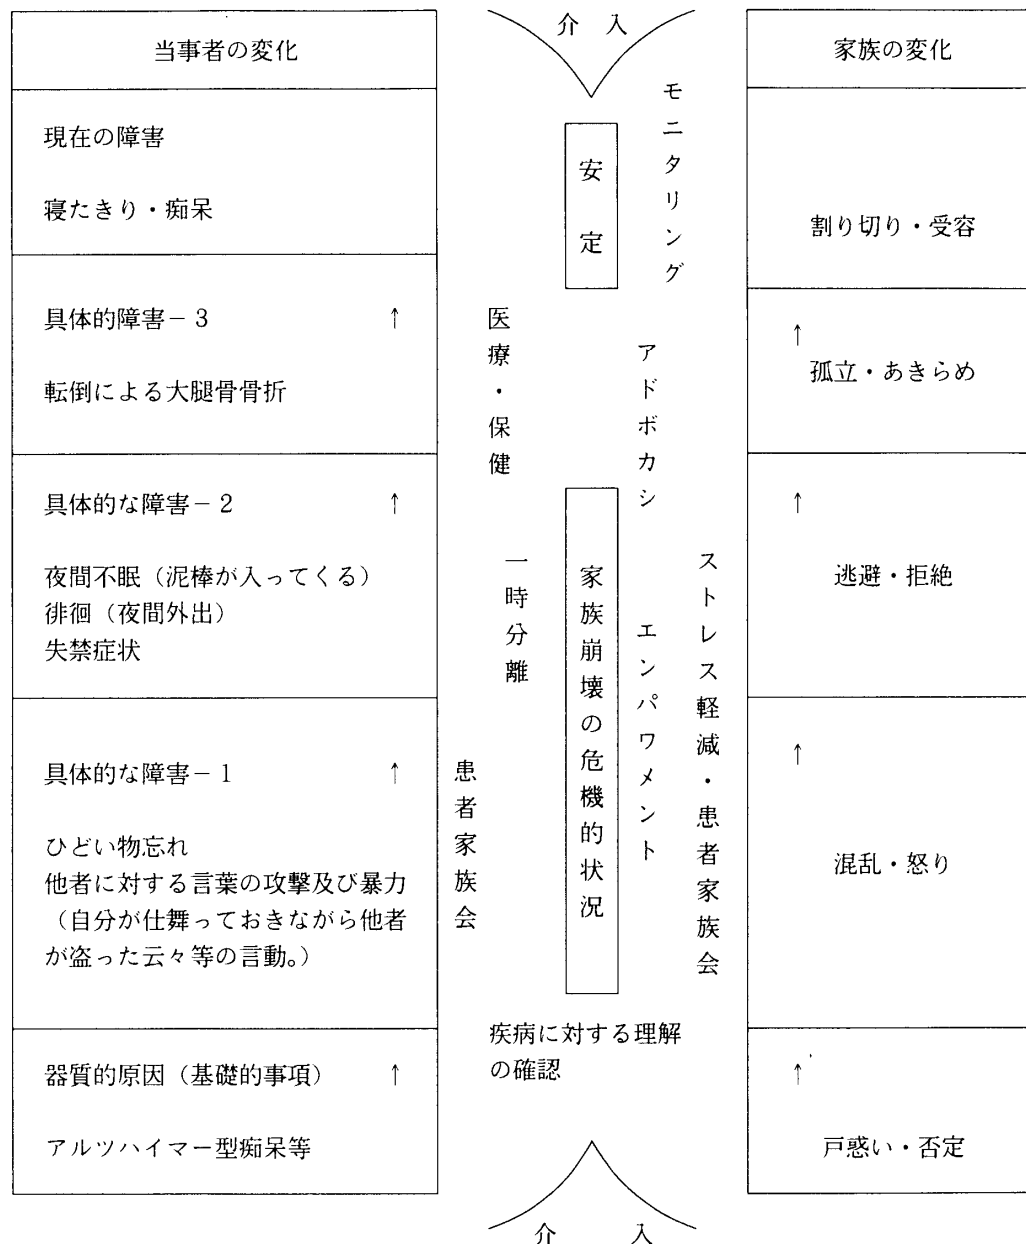 当事者の変化
現在の障害
寝たきり・痴呆
具体的障害－3 ↑
転倒による大腿骨骨折
具体的な障害－2 ↑
夜間不眠（泥棒が入ってくる）
徘徊（夜間外出）
失禁症状
具体的な障害－1 ↑
ひどい物忘れ
他者に対する言葉の攻撃及び暴力
（自分が仕舞っておきながら他者
が盗った云々等の言動。）
器質的原因（基礎的事項） ↑
アルツハイマー型痴呆等
介入
モニタリング
安定
医療・保健
アドボカシ
一時分離
家族崩壊の危機的状況
エンパワメント
ストレス軽減・患者家族会
患者家族会
疾病に対する理解
の確認
介入
家族の変化
割り切り・受容
↑
孤立・あきらめ
↑
逃避・拒絶
↑
混乱・怒り
↑
戸惑い・否定